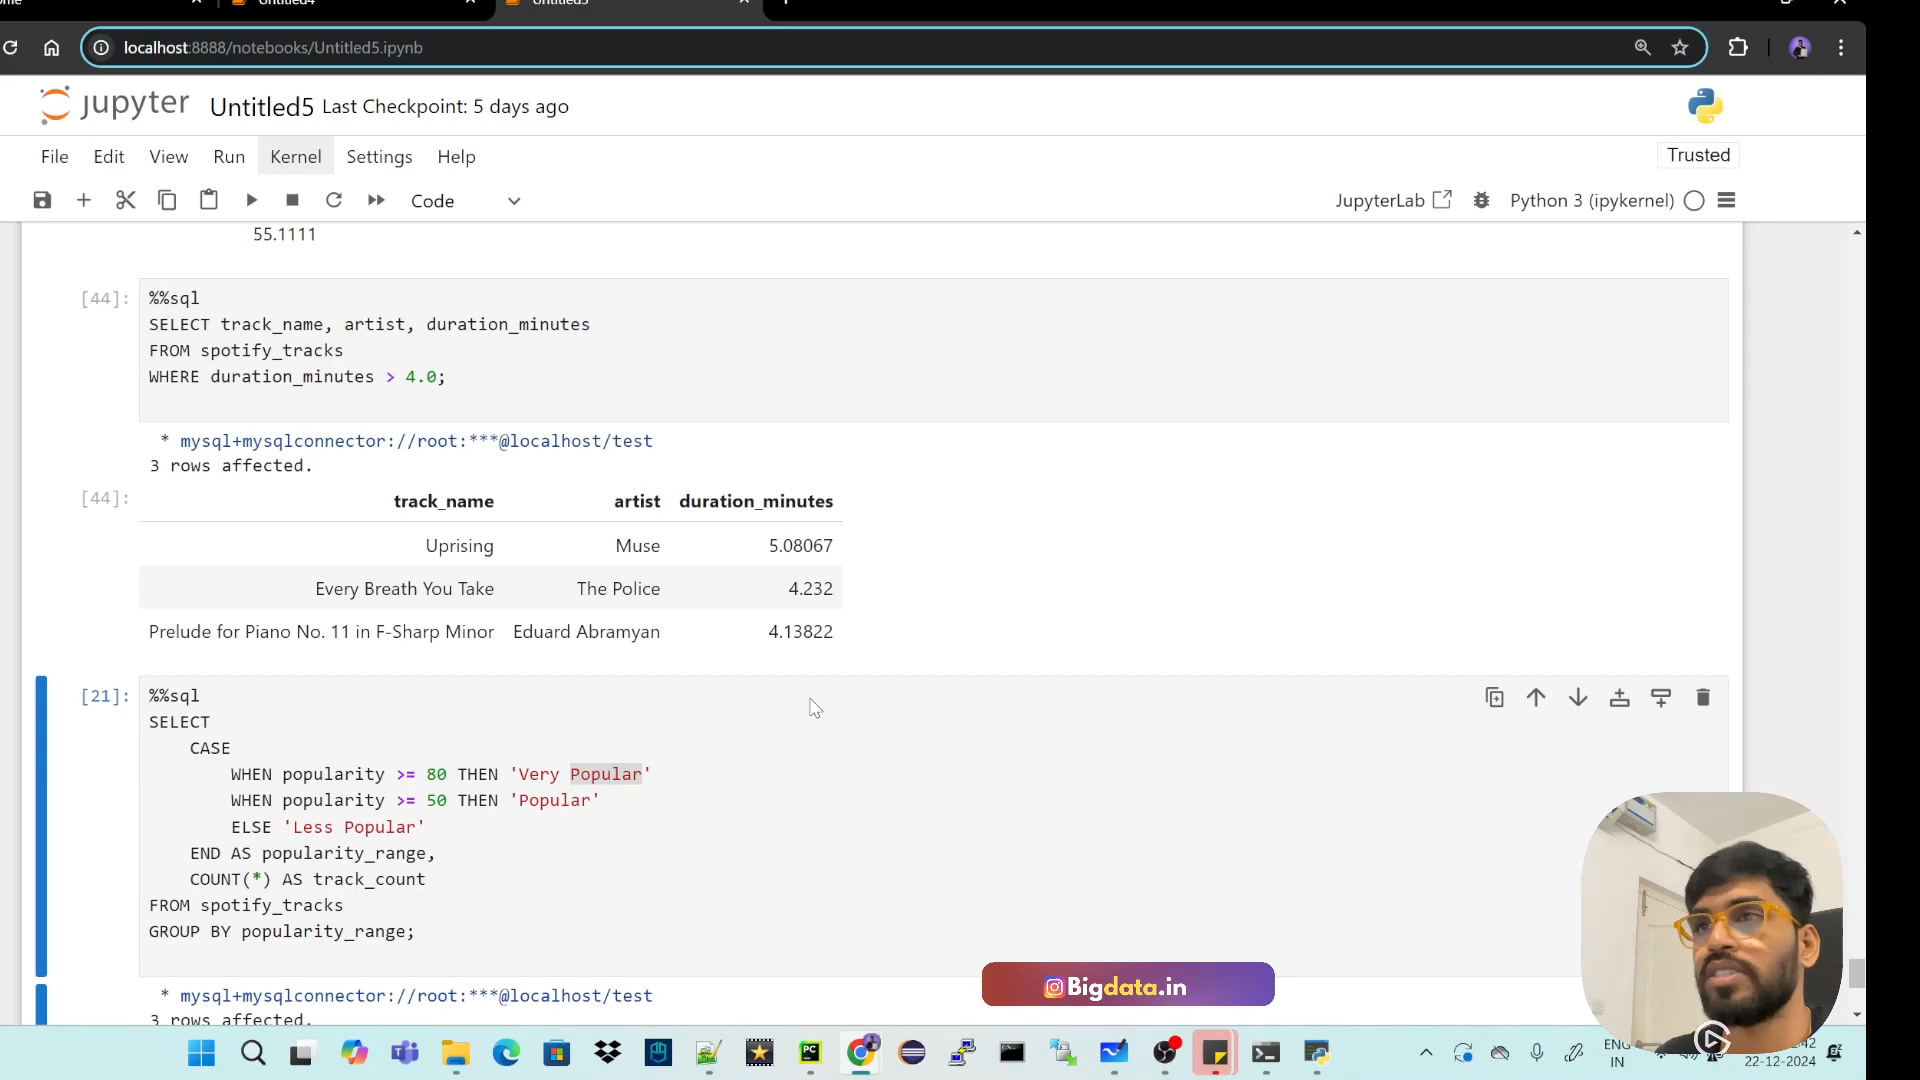 Untitled4
Untitled5
localhost:8888/notebooks/Untitled5.ipynb
jupyter Untitled5 Last Checkpoint: 5 days ago
File Edit View Run Kernel Settings Help
Trusted
Code
JupyterLab Python 3 (ipykernel)
55.1111
[44]: %%sql
SELECT track_name, artist, duration_minutes
FROM spotify_tracks
WHERE duration_minutes > 4.0;
* mysql+mysqlconnector://root:***@localhost/test
3 rows affected.
[44]: track_name artist duration_minutes
Uprising Muse 5.08067
Every Breath You Take The Police 4.232
Prelude for Piano No. 11 in F-Sharp Minor Eduard Abramyan 4.13822
[21]: %%sql
SELECT
CASE
WHEN popularity >= 80 THEN 'Very Popular'
WHEN popularity >= 50 THEN 'Popular'
ELSE 'Less Popular'
END AS popularity_range,
COUNT(*) AS track_count
FROM spotify_tracks
GROUP BY popularity_range;
* mysql+mysqlconnector://root:***@localhost/test
3 rows affected.
Bigdata.in
ENG
IN
22-12-2024